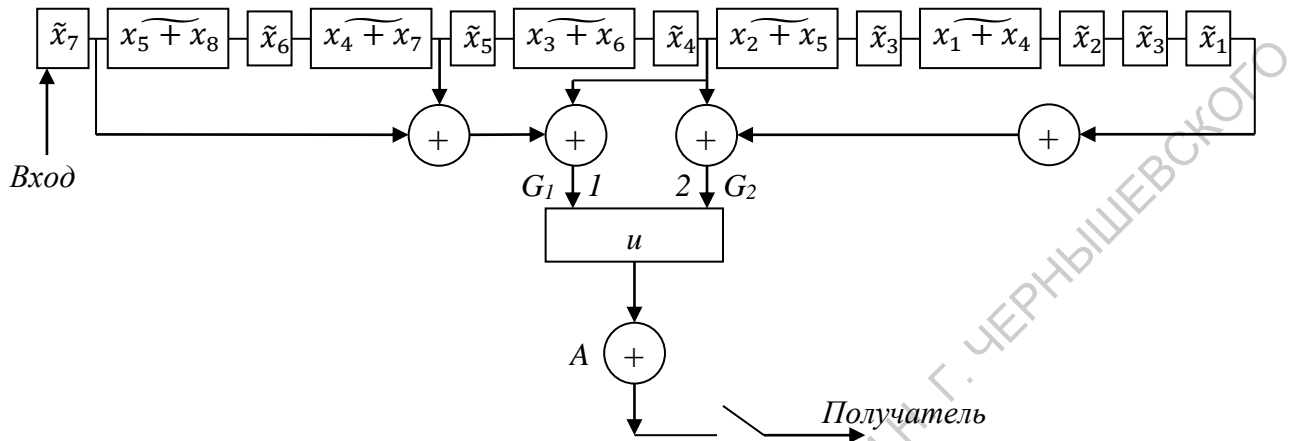 x̃₇ x₅ + x₈ x̃₆ x₄ + x₇ x̃₅ x₃ + x₆ x̃₄ x₂ + x₅ x̃₃ x₁ + x₄ x̃₂ x̃₃ x̃₁
+ + + +
Вход
G₁ 1 2 G₂
и
A +
Получатель
Н. Г. ЧЕРНЫШЕВСКОГО